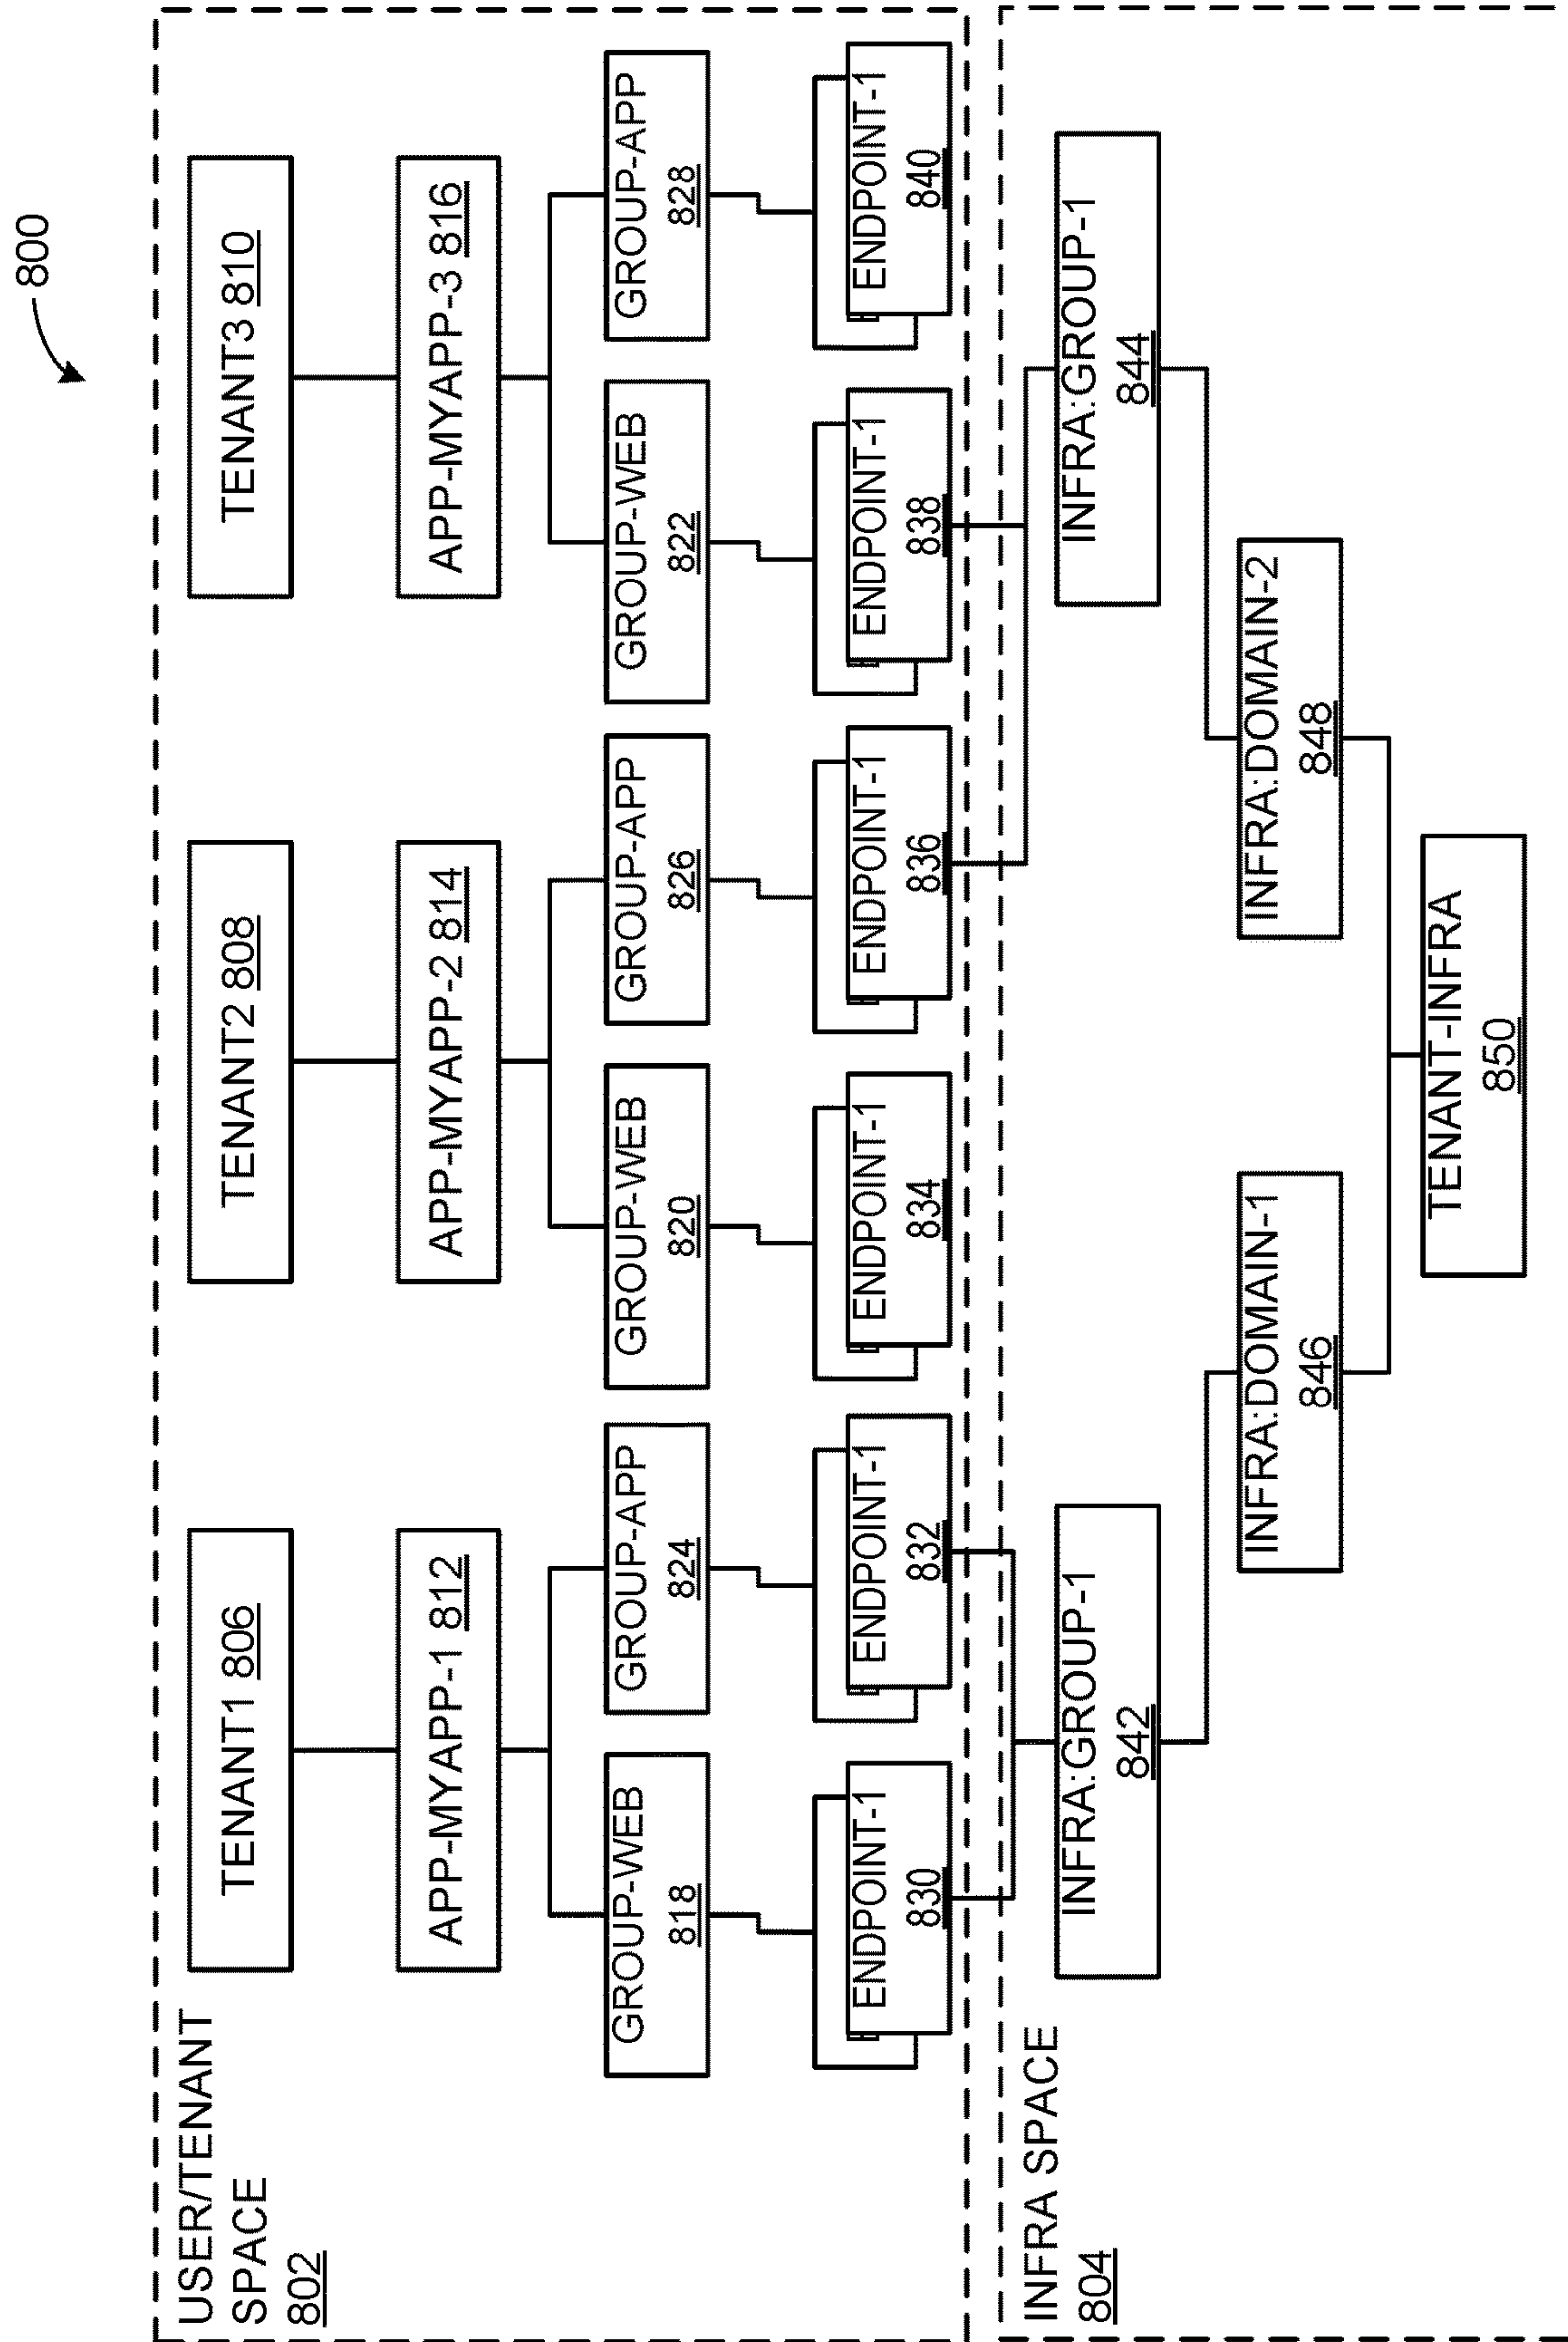 800
USER/TENANT
SPACE
802
TENANT1 806
TENANT2 808
TENANT3 810
APP-MYAPP-1 812
APP-MYAPP-2 814
APP-MYAPP-3 816
GROUP-WEB
818
GROUP-APP
824
GROUP-WEB
820
GROUP-APP
826
GROUP-WEB
822
GROUP-APP
828
ENDPOINT-1
830
ENDPOINT-1
832
ENDPOINT-1
834
ENDPOINT-1
836
ENDPOINT-1
838
ENDPOINT-1
840
INFRA SPACE
804
INFRA:GROUP-1
842
INFRA:GROUP-1
844
INFRA:DOMAIN-1
846
INFRA:DOMAIN-2
848
TENANT-INFRA
850